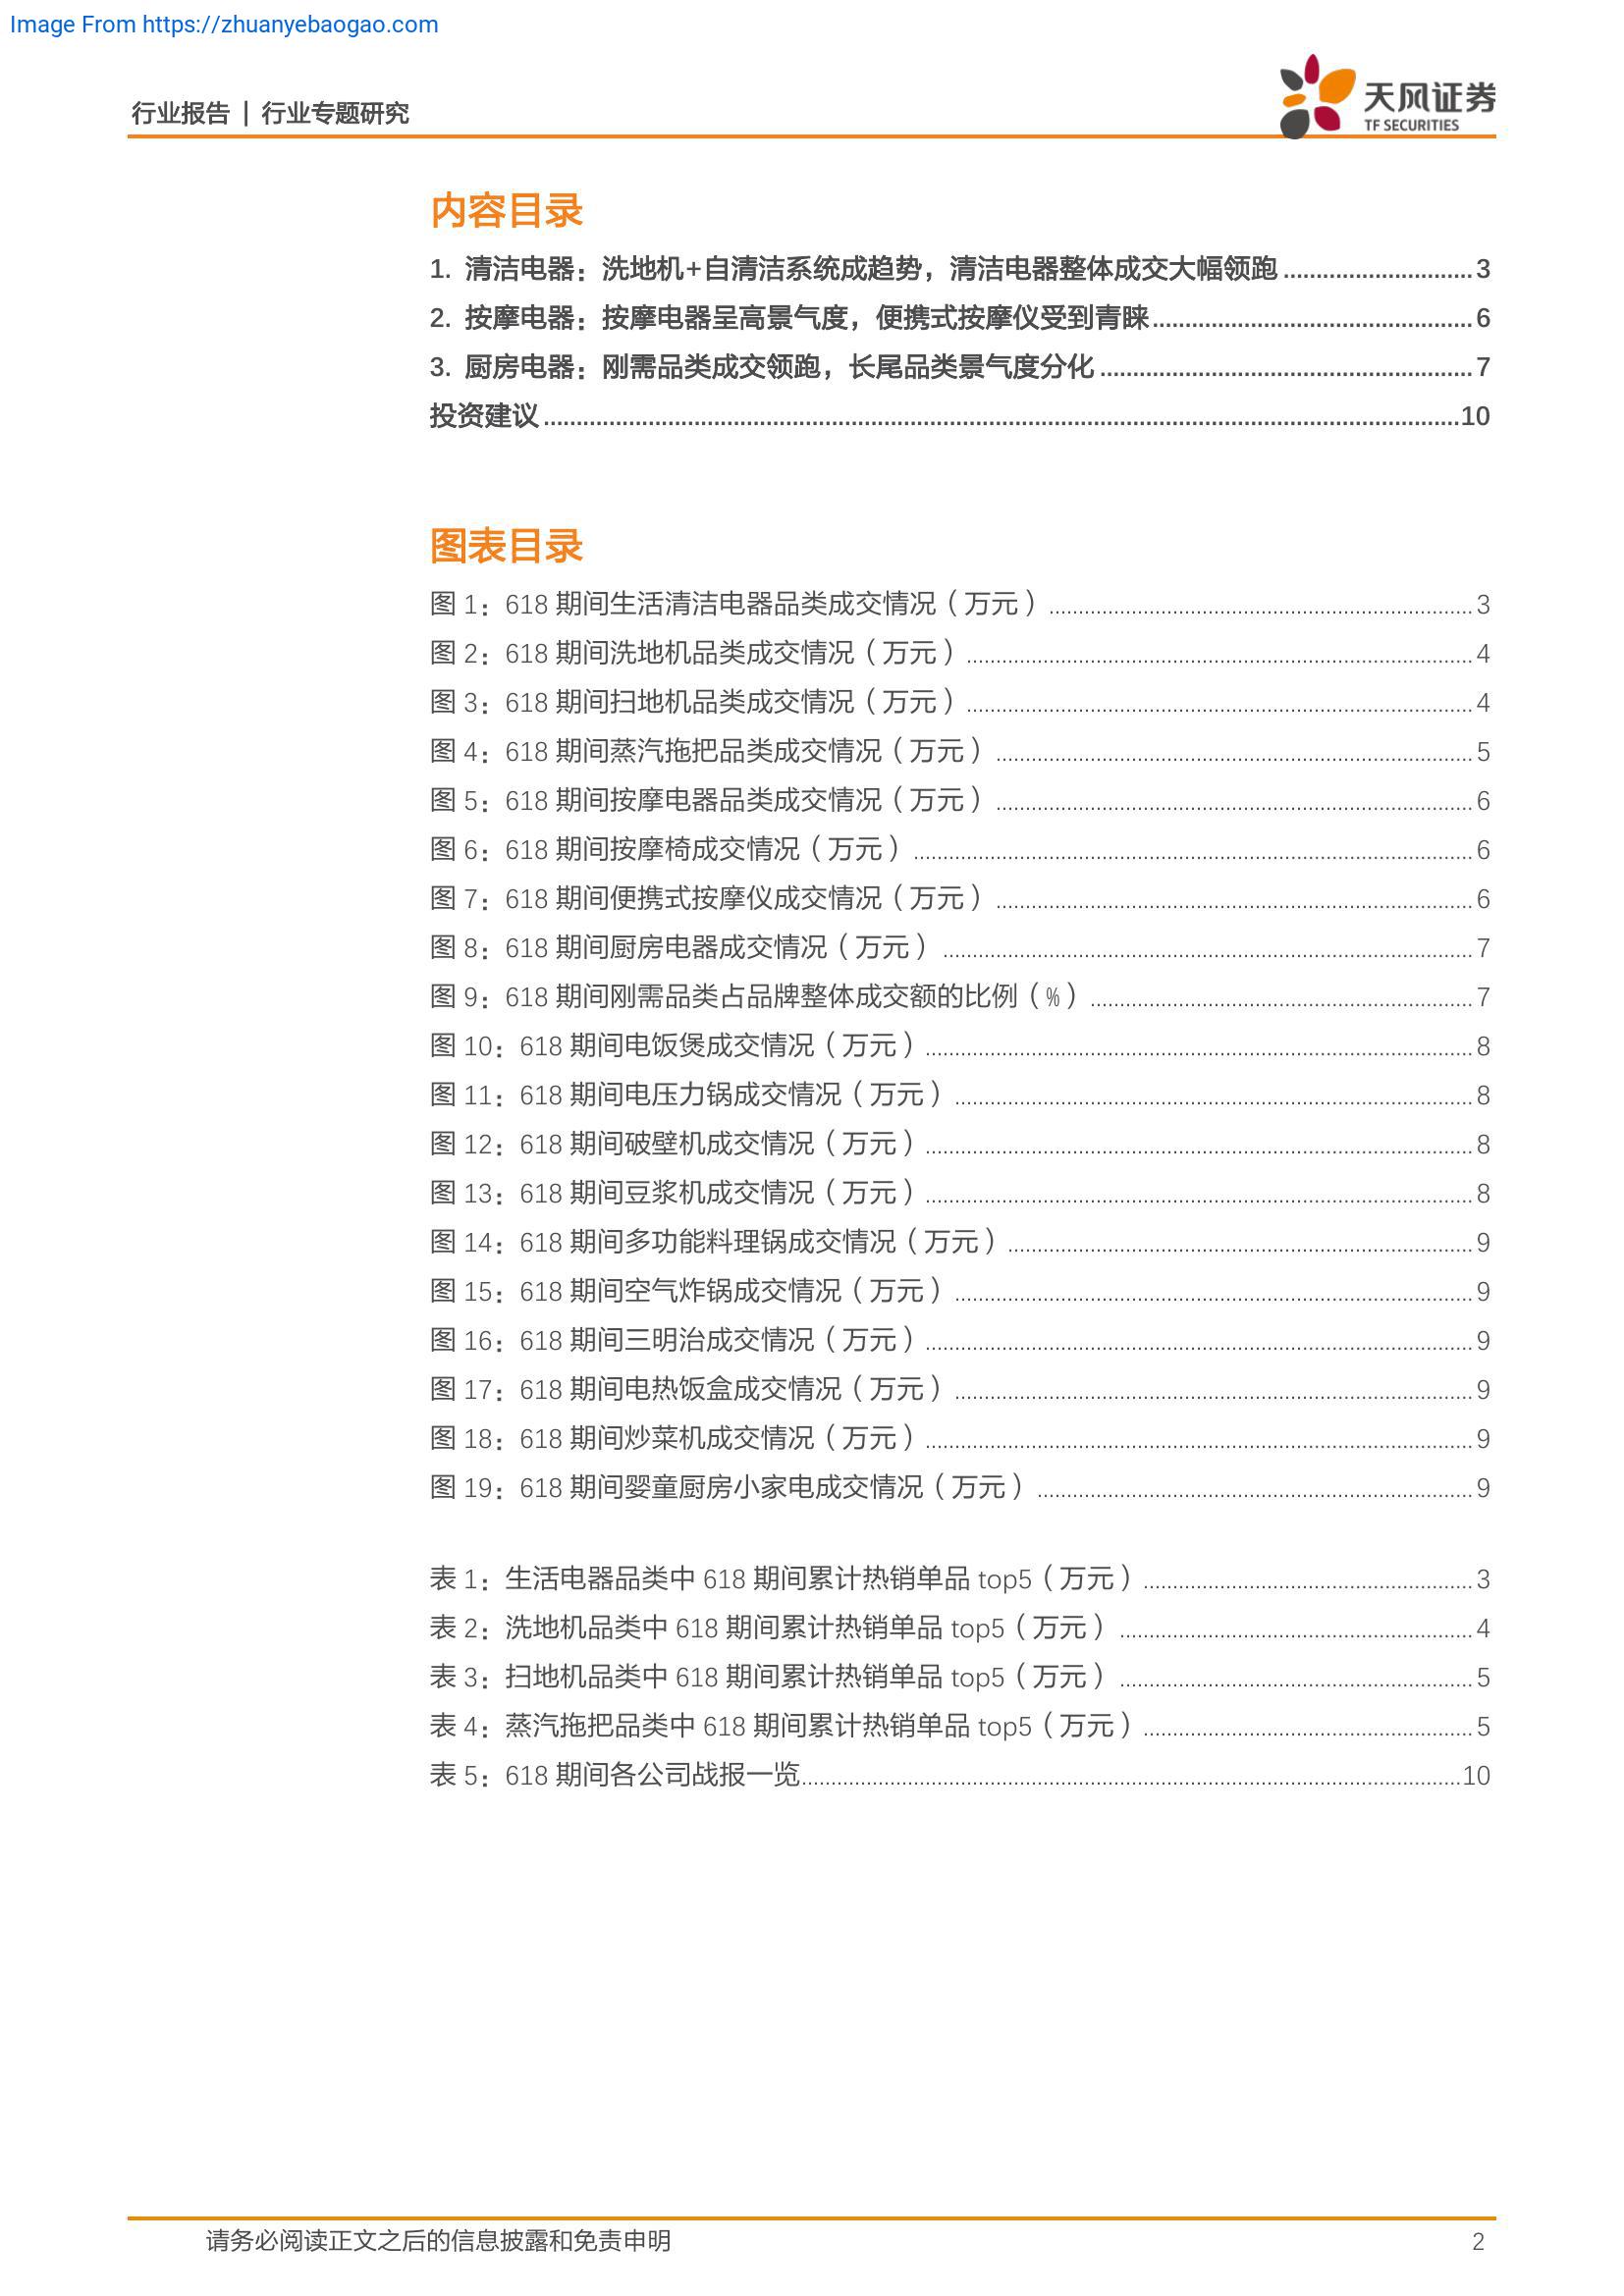 Image From https://zhuanyebaogao.com
行业报告 | 行业专题研究
天风证券
TF SECURITIES
内容目录
1. 清洁电器：洗地机+自清洁系统成趋势，清洁电器整体成交大幅领跑 3
2. 按摩电器：按摩电器呈高景气度，便携式按摩仪受到青睐 6
3. 厨房电器：刚需品类成交领跑，长尾品类景气度分化 7
投资建议 10
图表目录
图 1：618 期间生活清洁电器品类成交情况（万元） 3
图 2：618 期间洗地机品类成交情况（万元） 4
图 3：618 期间扫地机品类成交情况（万元） 4
图 4：618 期间蒸汽拖把品类成交情况（万元） 5
图 5：618 期间按摩电器品类成交情况（万元） 6
图 6：618 期间按摩椅成交情况（万元） 6
图 7：618 期间便携式按摩仪成交情况（万元） 6
图 8：618 期间厨房电器成交情况（万元） 7
图 9：618 期间刚需品类占品牌整体成交额的比例（%） 7
图 10：618 期间电饭煲成交情况（万元） 8
图 11：618 期间电压力锅成交情况（万元） 8
图 12：618 期间破壁机成交情况（万元） 8
图 13：618 期间豆浆机成交情况（万元） 8
图 14：618 期间多功能料理锅成交情况（万元） 9
图 15：618 期间空气炸锅成交情况（万元） 9
图 16：618 期间三明治成交情况（万元） 9
图 17：618 期间电热饭盒成交情况（万元） 9
图 18：618 期间炒菜机成交情况（万元） 9
图 19：618 期间婴童厨房小家电成交情况（万元） 9
表 1：生活电器品类中 618 期间累计热销单品 top5（万元） 3
表 2：洗地机品类中 618 期间累计热销单品 top5（万元） 4
表 3：扫地机品类中 618 期间累计热销单品 top5（万元） 5
表 4：蒸汽拖把品类中 618 期间累计热销单品 top5（万元） 5
表 5：618 期间各公司战报一览 10
请务必阅读正文之后的信息披露和免责申明 2